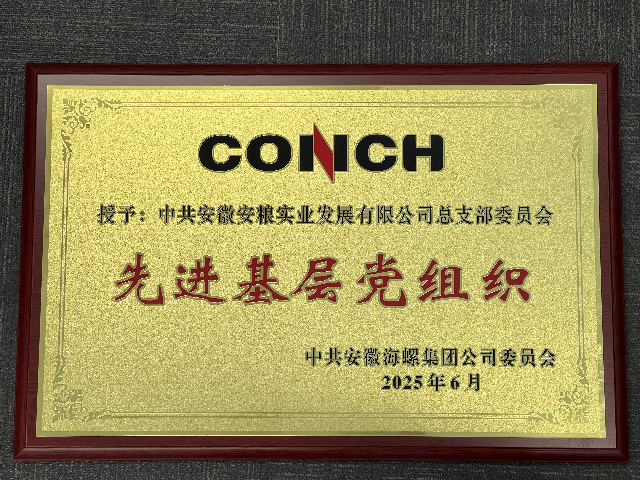 CONCH
授予：中共安徽安粮实业发展有限公司总支部委员会
先进基层党组织
中共安徽海螺集团公司委员会
2025年6月